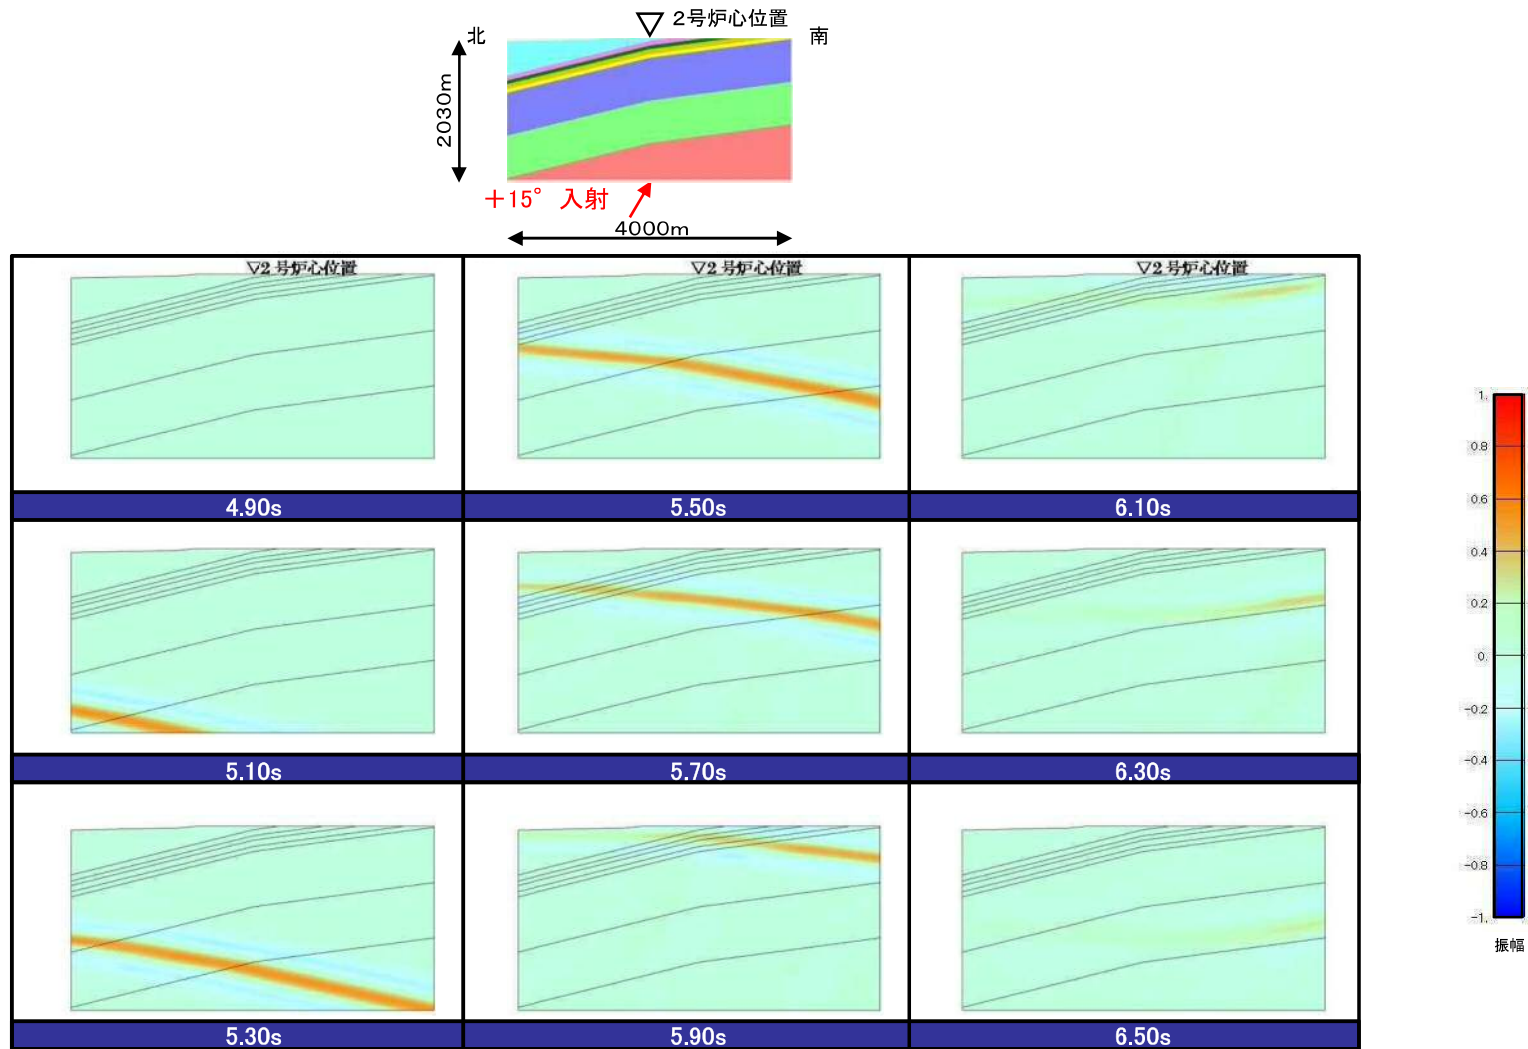 2号炉心位置
北
南
2030m
+15° 入射
4000m
▽2 号炉心位置
▽2 号炉心位置
▽2 号炉心位置
4.90s
5.50s
6.10s
5.10s
5.70s
6.30s
5.30s
5.90s
6.50s
1.
0.8
0.6
0.4
0.2
0.
-0.2
-0.4
-0.6
-0.8
-1.
振幅